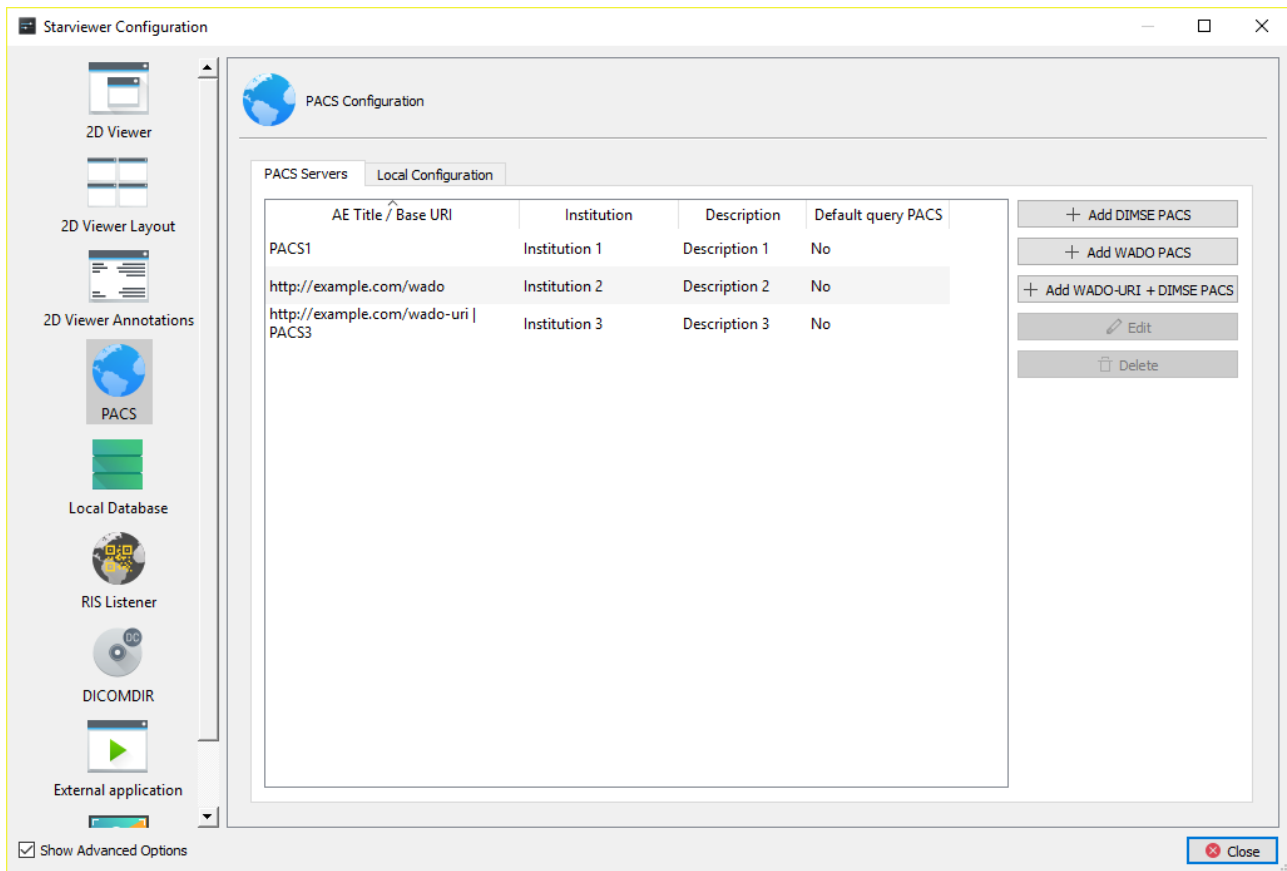 Starviewer Configuration
2D Viewer
2D Viewer Layout
2D Viewer Annotations
PACS
Local Database
RIS Listener
DC
DICOMDIR
External application
PACS Configuration
PACS Servers
Local Configuration
AE Title / Base URI Institution Description Default query PACS
PACS1 Institution 1 Description 1 No
http://example.com/wado Institution 2 Description 2 No
http://example.com/wado-uri |
PACS3 Institution 3 Description 3 No
Add DIMSE PACS
Add WADO PACS
Add WADO-URI + DIMSE PACS
Edit
Delete
Show Advanced Options
Close